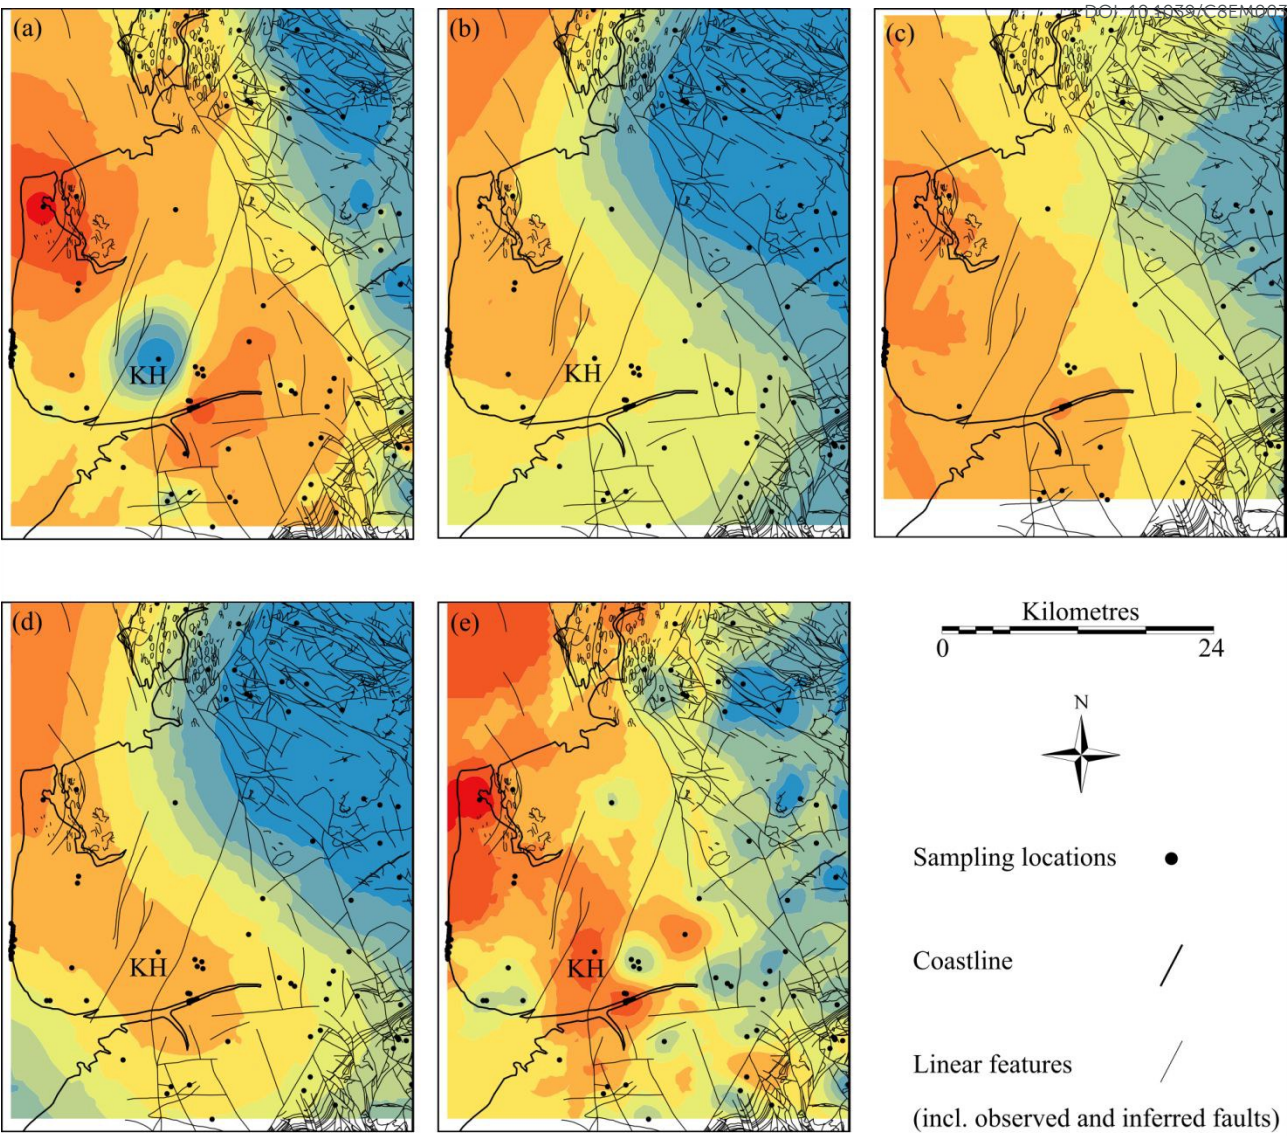 (a)
(b)
(c)
KH
KH
(d)
(e)
KH
KH
Kilometres
0 24
N
Sampling locations
Coastline
Linear features
(incl. observed and inferred faults)